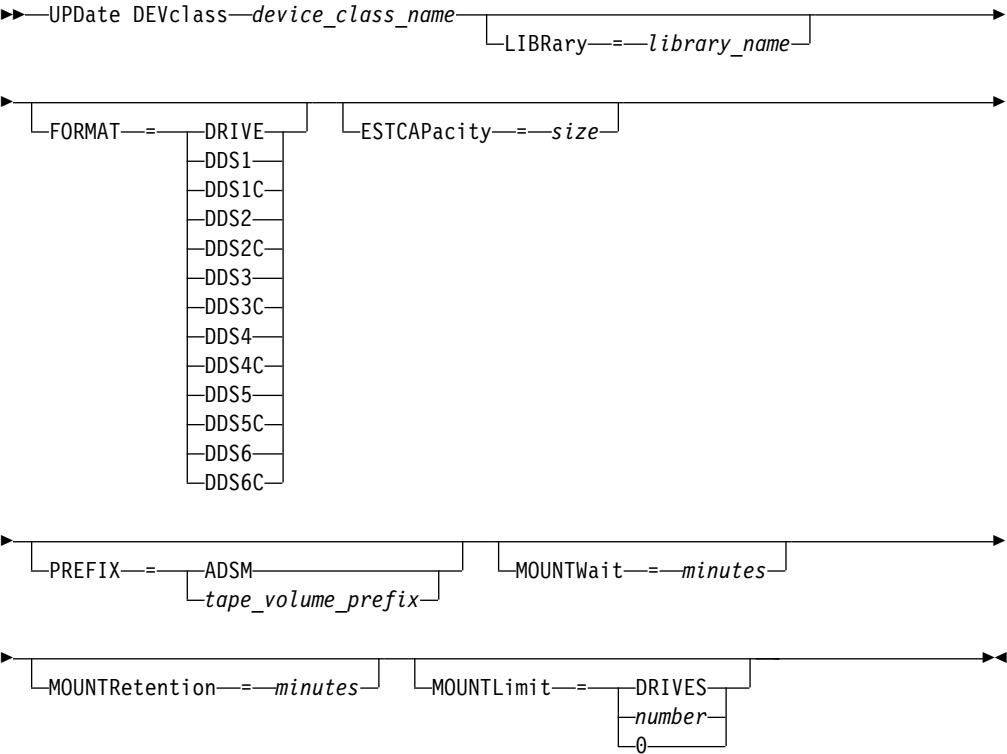 UPDate DEVclass device_class_name
LIBRary = library_name
FORMAT = DRIVE
DDS1
DDS1C
DDS2
DDS2C
DDS3
DDS3C
DDS4
DDS4C
DDS5
DDS5C
DDS6
DDS6C
ESTCAPacity = size
PREFIX = ADSM
tape_volume_prefix
MOUNTWait = minutes
MOUNTRetention = minutes
MOUNTLimit = DRIVES
number
0